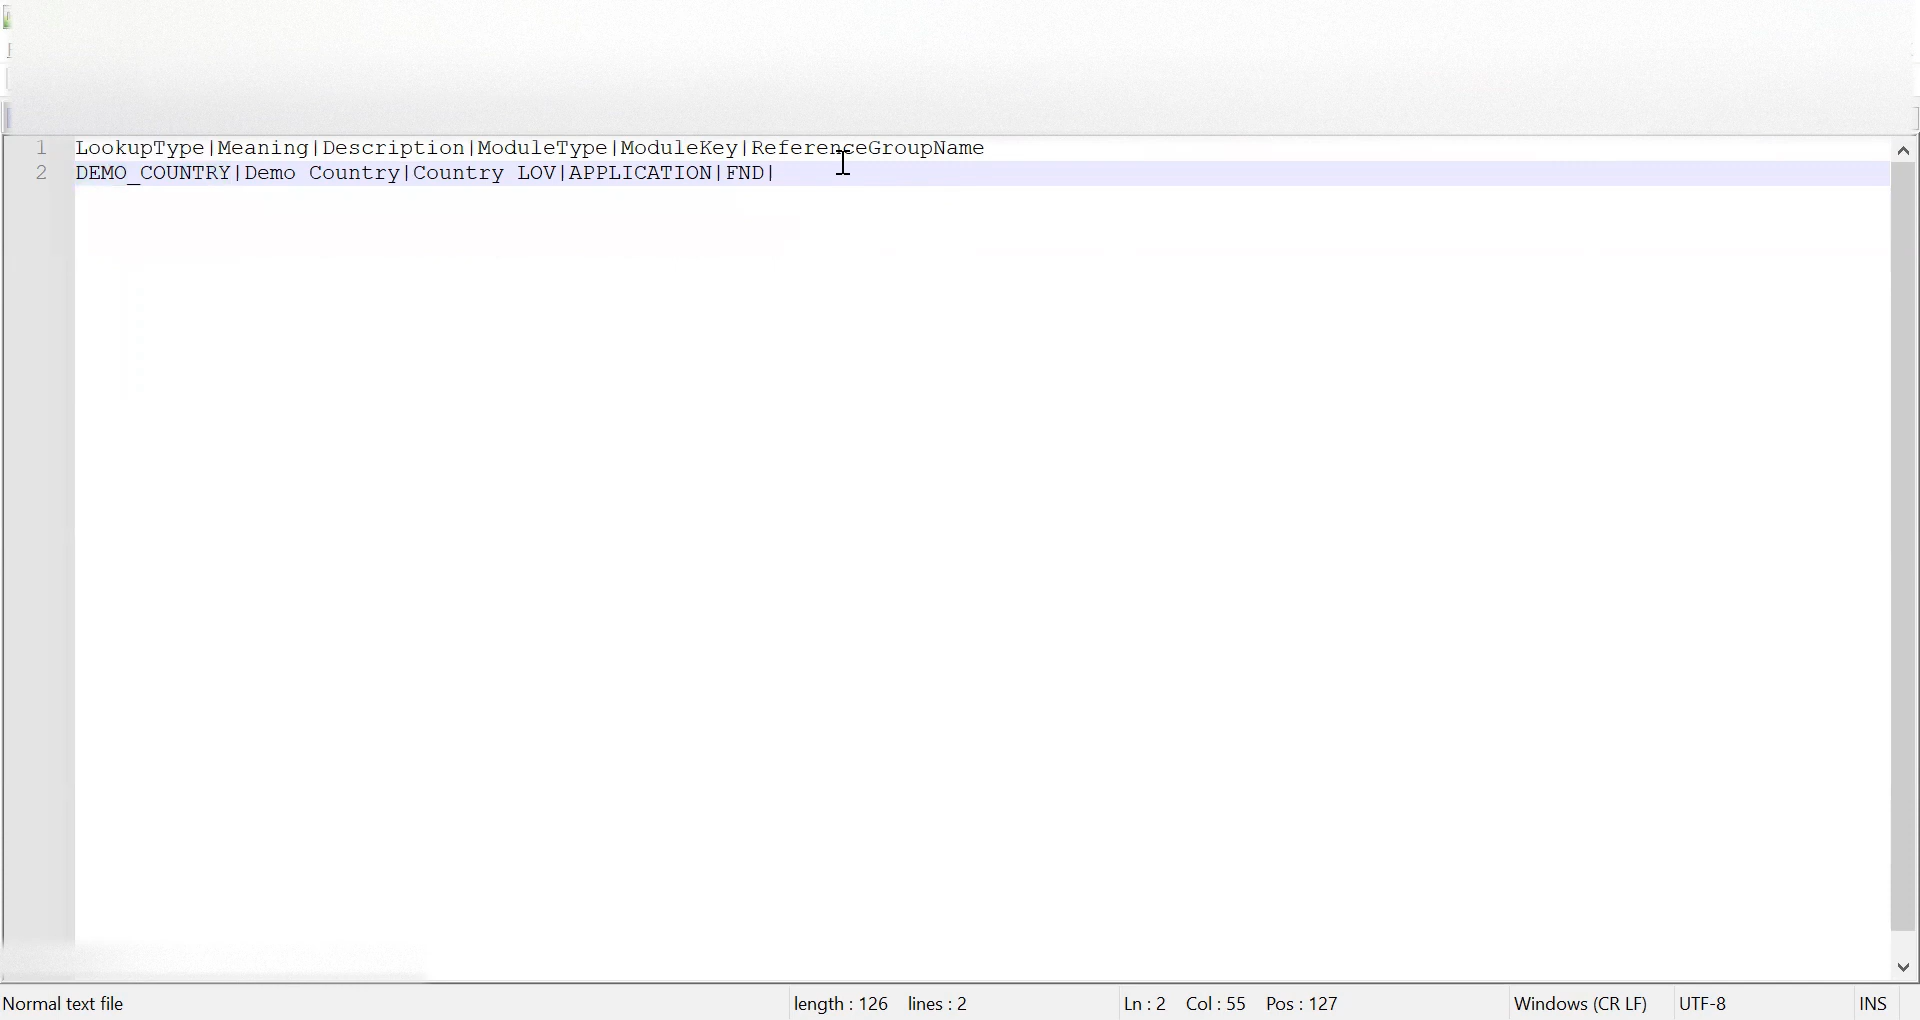 1 LookupType|Meaning|Description|ModuleType|ModuleKey|ReferenceGroupName
2 DEMO_COUNTRY|Demo Country|Country LOV|APPLICATION|FND|
Normal text file length : 126 lines : 2 Ln : 2 Col : 55 Pos : 127 Windows (CR LF) UTF-8 INS